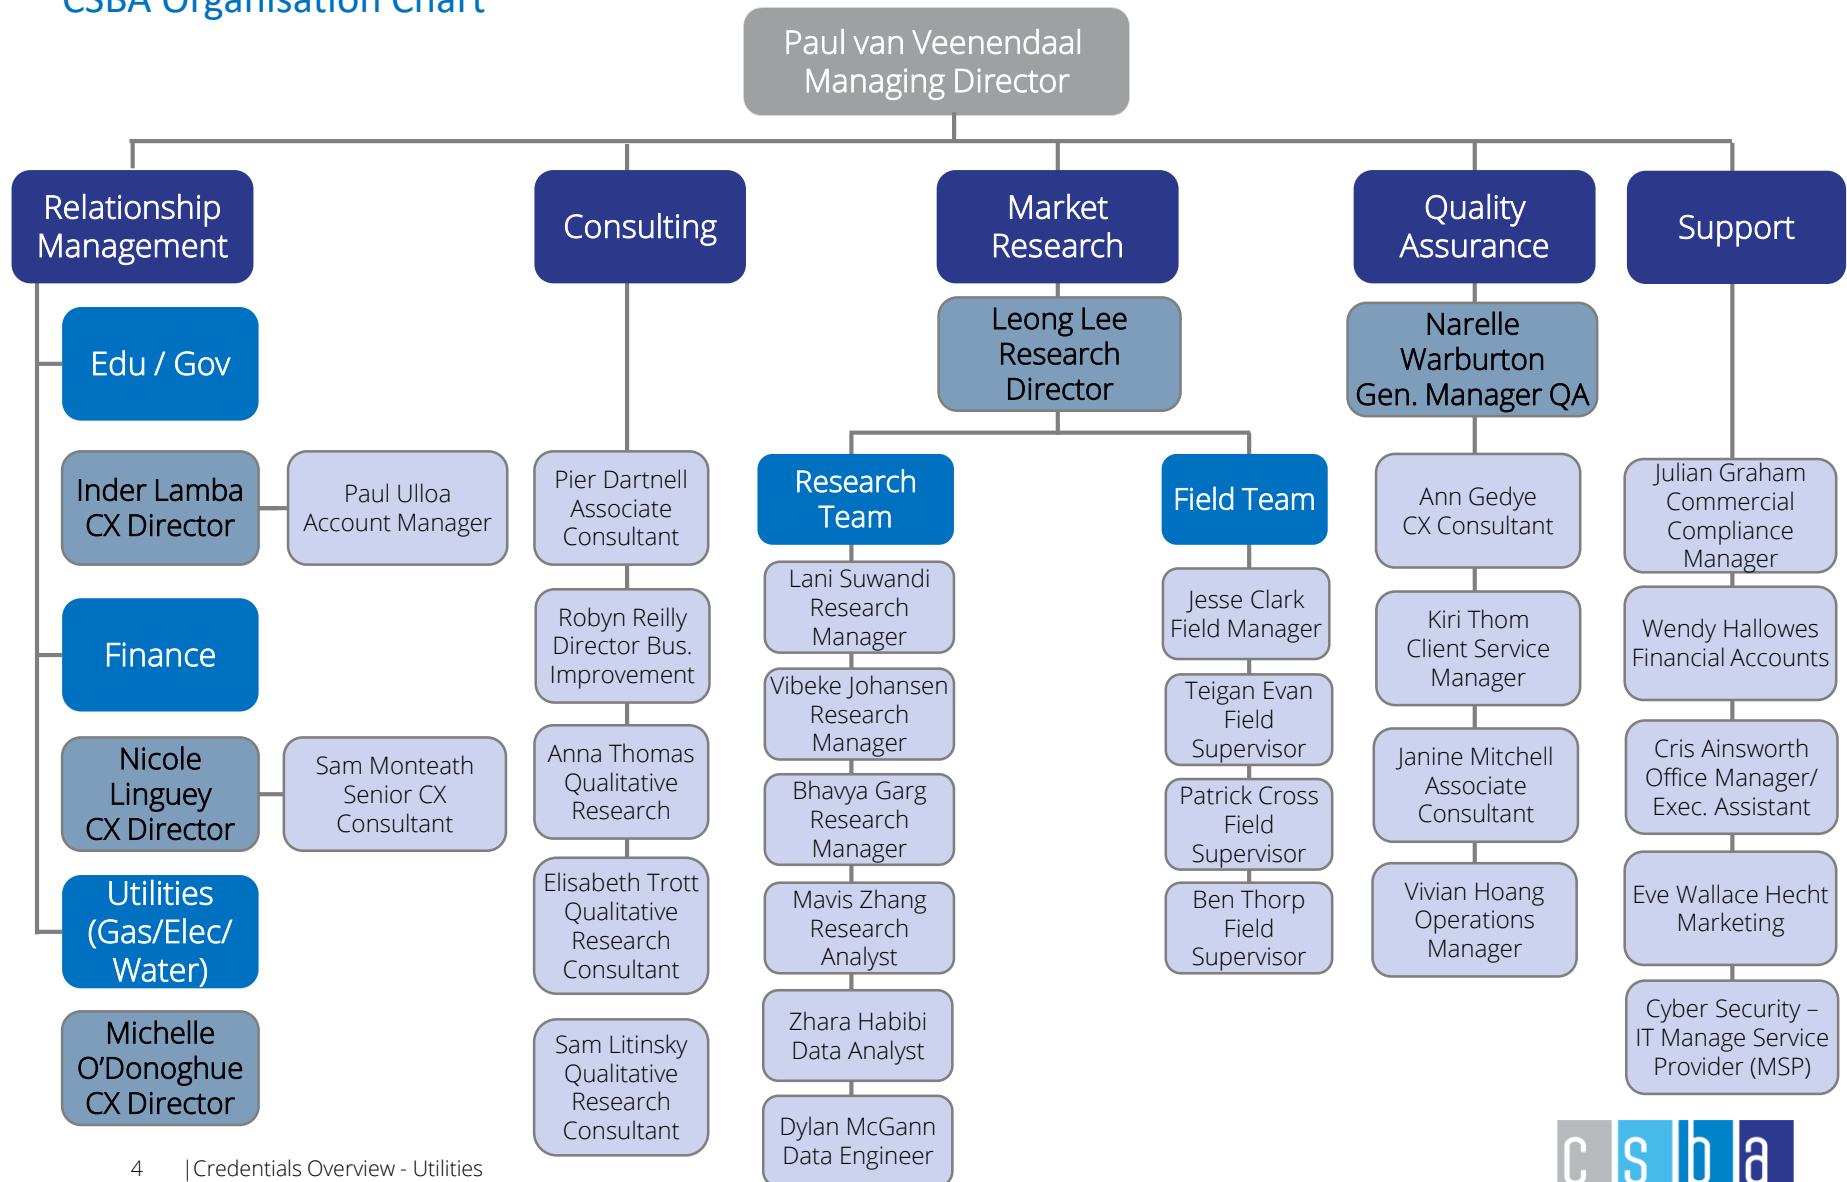 CSBA Organisation Chart
Paul van Veenendaal
Managing Director
Relationship
Management
Consulting
Market
Research
Quality
Assurance
Support
Edu / Gov
Inder Lamba
CX Director
Paul Ulloa
Account Manager
Finance
Nicole
Linguey
CX Director
Sam Monteath
Senior CX
Consultant
Utilities
(Gas/Elec/
Water)
Michelle
O’Donoghue
CX Director
Pier Dartnell
Associate
Consultant
Robyn Reilly
Director Bus.
Improvement
Anna Thomas
Qualitative
Research
Elisabeth Trott
Qualitative
Research
Consultant
Sam Litinsky
Qualitative
Research
Consultant
Leong Lee
Research
Director
Research
Team
Lani Suwandi
Research
Manager
Vibeke Johansen
Research
Manager
Bhavya Garg
Research
Manager
Mavis Zhang
Research
Analyst
Zhara Habibi
Data Analyst
Dylan McGann
Data Engineer
Field Team
Jesse Clark
Field Manager
Teigan Evan
Field
Supervisor
Patrick Cross
Field
Supervisor
Ben Thorp
Field
Supervisor
Narelle
Warburton
Gen. Manager QA
Ann Gedye
CX Consultant
Kiri Thom
Client Service
Manager
Janine Mitchell
Associate
Consultant
Vivian Hoang
Operations
Manager
Julian Graham
Commercial
Compliance
Manager
Wendy Hallowes
Financial Accounts
Cris Ainsworth
Office Manager/
Exec. Assistant
Eve Wallace Hecht
Marketing
Cyber Security –
IT Manage Service
Provider (MSP)
4 |Credentials Overview - Utilities
csba